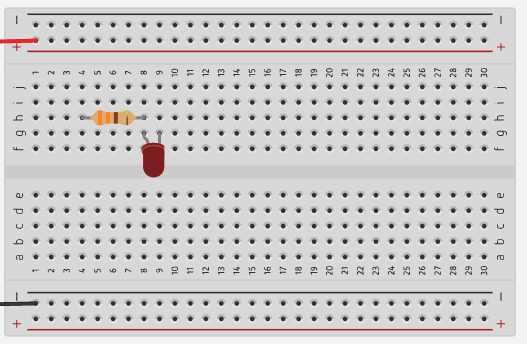 − −
+ +
1 2 3 4 5 6 7 8 9 10 11 12 13 14 15 16 17 18 19 20 21 22 23 24 25 26 27 28 29 30
j j
i i
h h
g g
f f
e e
d d
c c
b b
a a
1 2 3 4 5 6 7 8 9 10 11 12 13 14 15 16 17 18 19 20 21 22 23 24 25 26 27 28 29 30
− −
+ +